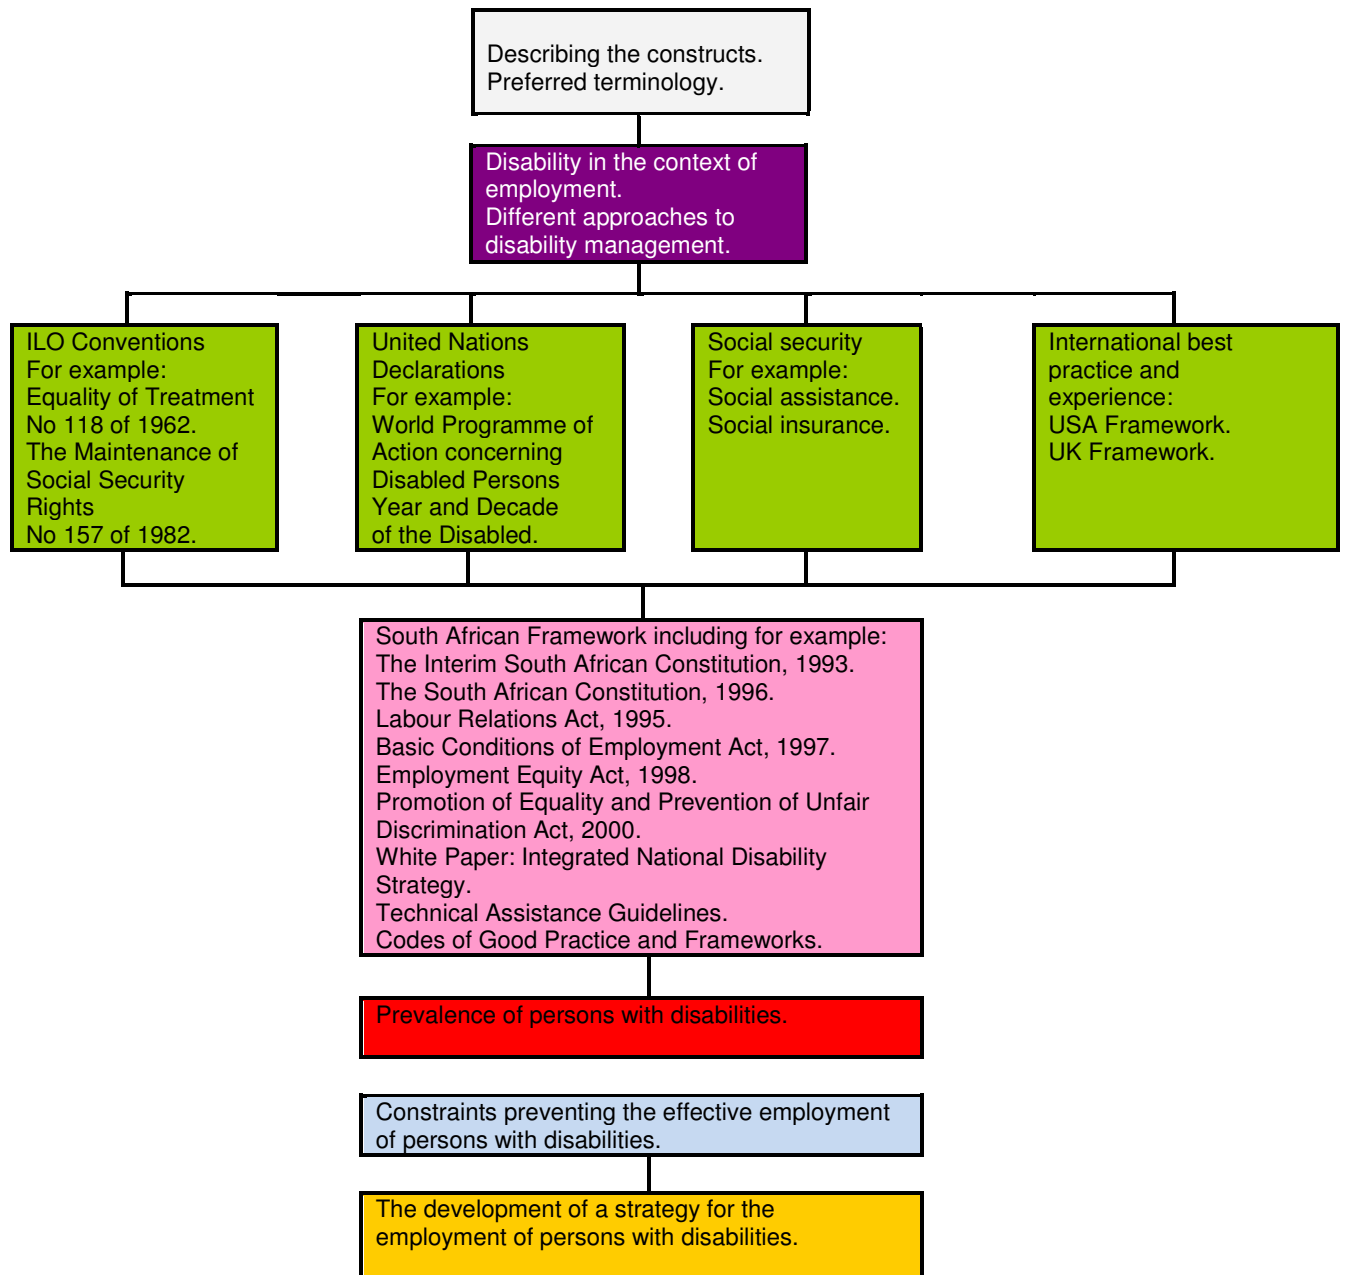 Describing the constructs.
Preferred terminology.
Disability in the context of
employment.
Different approaches to
disability management.
ILO Conventions
For example:
Equality of Treatment
No 118 of 1962.
The Maintenance of
Social Security
Rights
No 157 of 1982.
United Nations
Declarations
For example:
World Programme of
Action concerning
Disabled Persons
Year and Decade
of the Disabled.
Social security
For example:
Social assistance.
Social insurance.
International best
practice and
experience:
USA Framework.
UK Framework.
South African Framework including for example:
The Interim South African Constitution, 1993.
The South African Constitution, 1996.
Labour Relations Act, 1995.
Basic Conditions of Employment Act, 1997.
Employment Equity Act, 1998.
Promotion of Equality and Prevention of Unfair
Discrimination Act, 2000.
White Paper: Integrated National Disability
Strategy.
Technical Assistance Guidelines.
Codes of Good Practice and Frameworks.
Prevalence of persons with disabilities.
Constraints preventing the effective employment
of persons with disabilities.
The development of a strategy for the
employment of persons with disabilities.